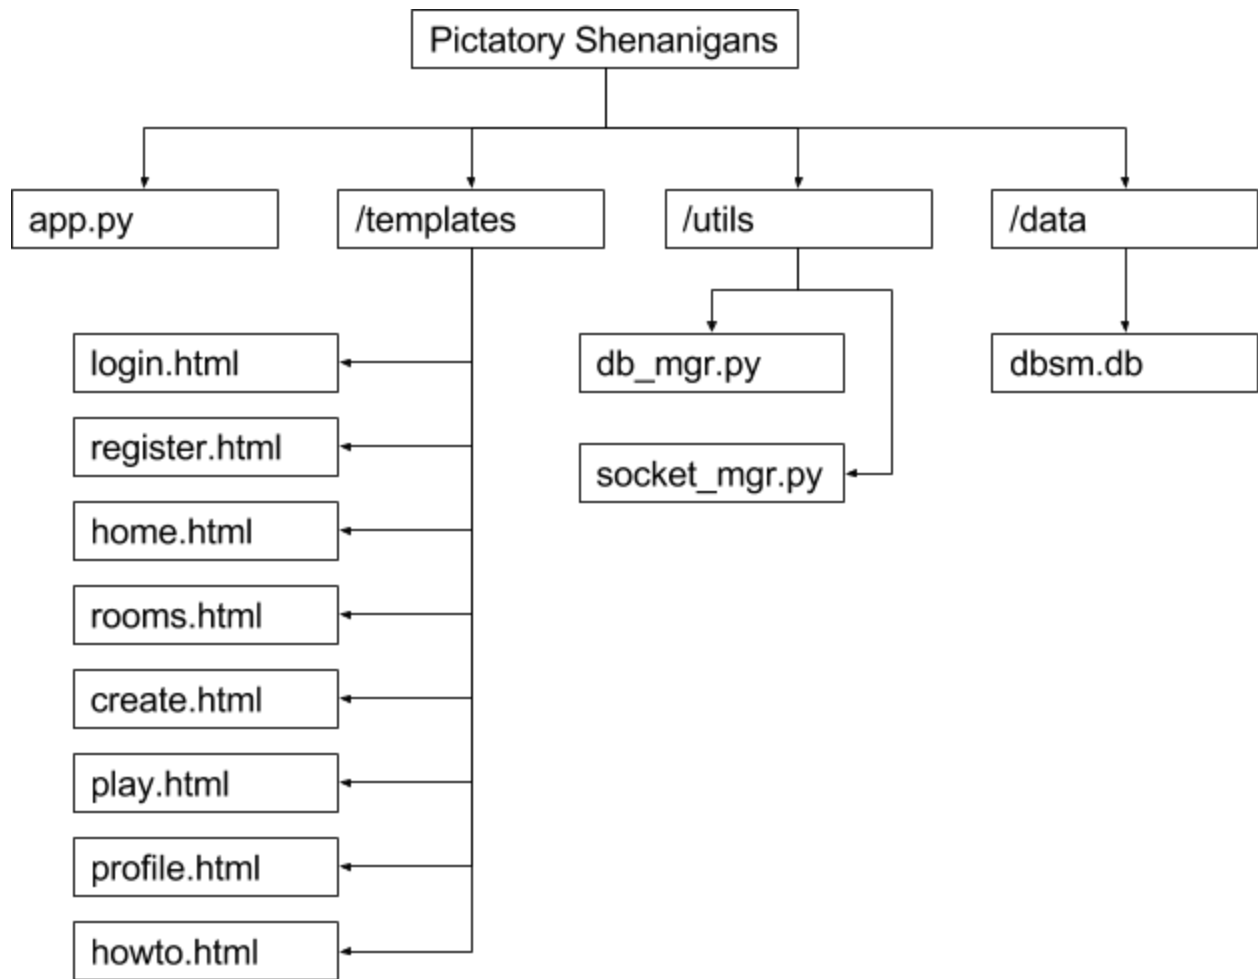 Pictatory Shenanigans
app.py
/templates
/utils
/data
login.html
register.html
home.html
rooms.html
create.html
play.html
profile.html
howto.html
db_mgr.py
socket_mgr.py
dbsm.db